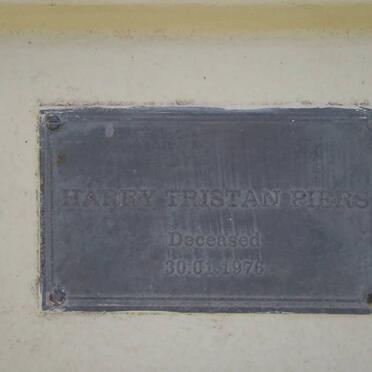 HARRY TRISTAN PIERS
Deceased
30.01.1976